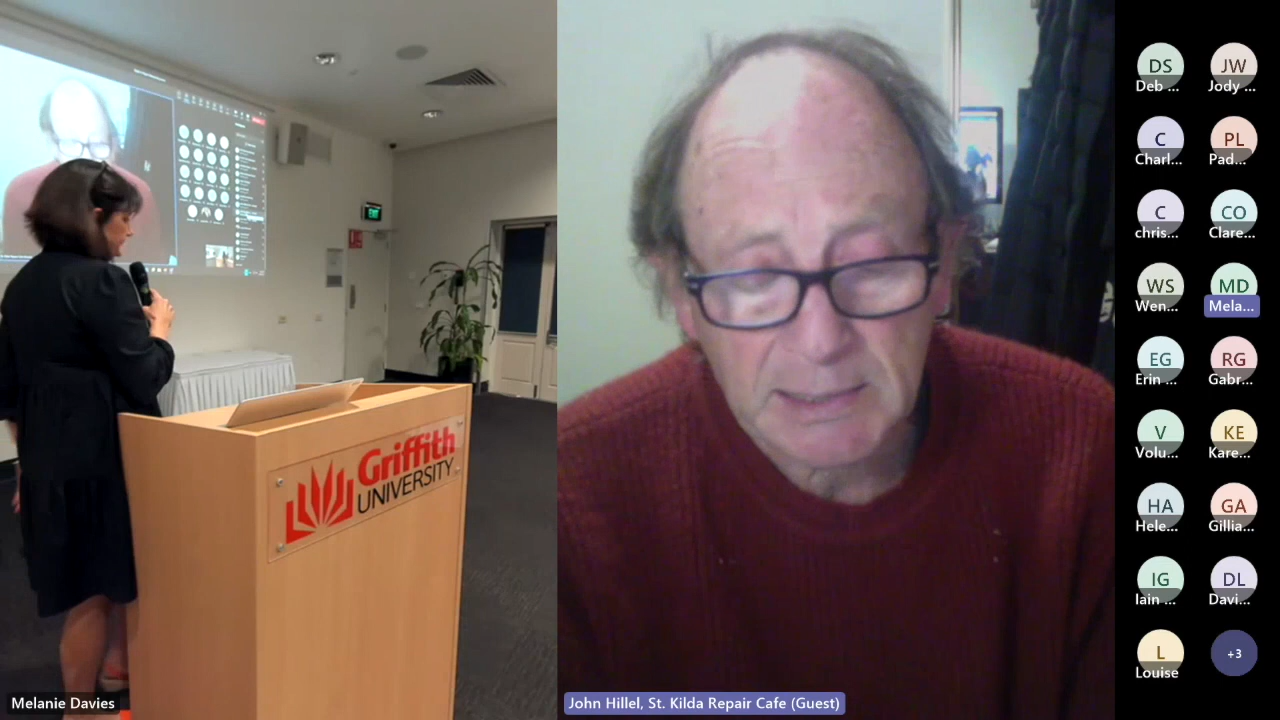 EXIT
Griffith
UNIVERSITY
Melanie Davies
John Hillel, St. Kilda Repair Cafe (Guest)
DS
JW
Deb ...
Jody ...
C
PL
Charl...
Pad...
C
CO
chris...
Clare...
WS
MD
Wen...
Mela...
EG
RG
Erin ...
Gabr...
V
KE
Volu...
Kare...
HA
GA
Hele...
Gillia...
IG
DL
Iain ...
Davi...
L
+3
Louise